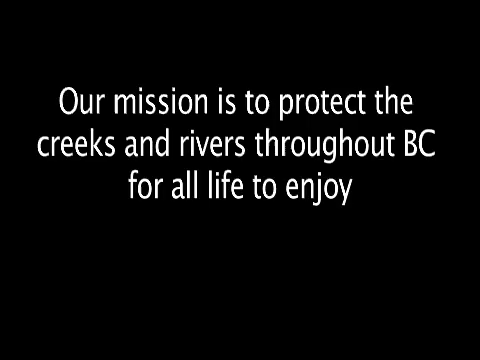 Our mission is to protect the
creeks and rivers throughout BC
for all life to enjoy